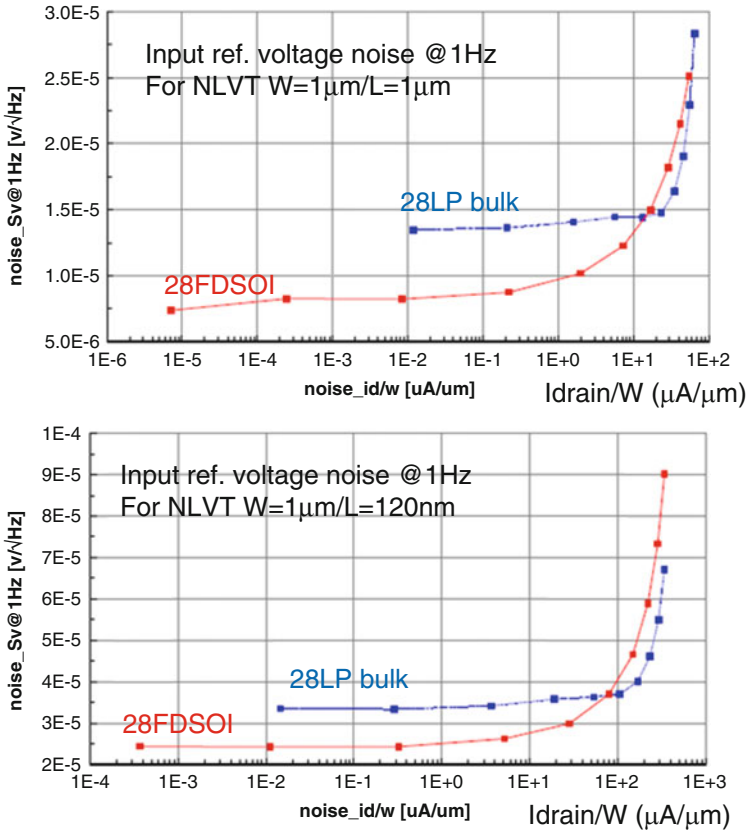 3.0E-5
Input ref. voltage noise @1Hz
For NLVT W=1μm/L=1μm
2.5E-5
2.0E-5
noise_Sv@1Hz [v/√Hz]
28LP bulk
1.5E-5
1.0E-5
28FDSOI
5.0E-6
1E-6 1E-5 1E-4 1E-3 1E-2 1E-1 1E+0 1E+1 1E+2
noise_id/w [uA/um] Idrain/W (μA/μm)
1E-4
Input ref. voltage noise @1Hz
9E-5
For NLVT W=1μm/L=120nm
8E-5
7E-5
6E-5
noise_Sv@1Hz [v/√Hz]
5E-5
28LP bulk
4E-5
28FDSOI
3E-5
2E-5
1E-4 1E-3 1E-2 1E-1 1E+0 1E+1 1E+2 1E+3
noise_id/w [uA/um] Idrain/W (μA/μm)